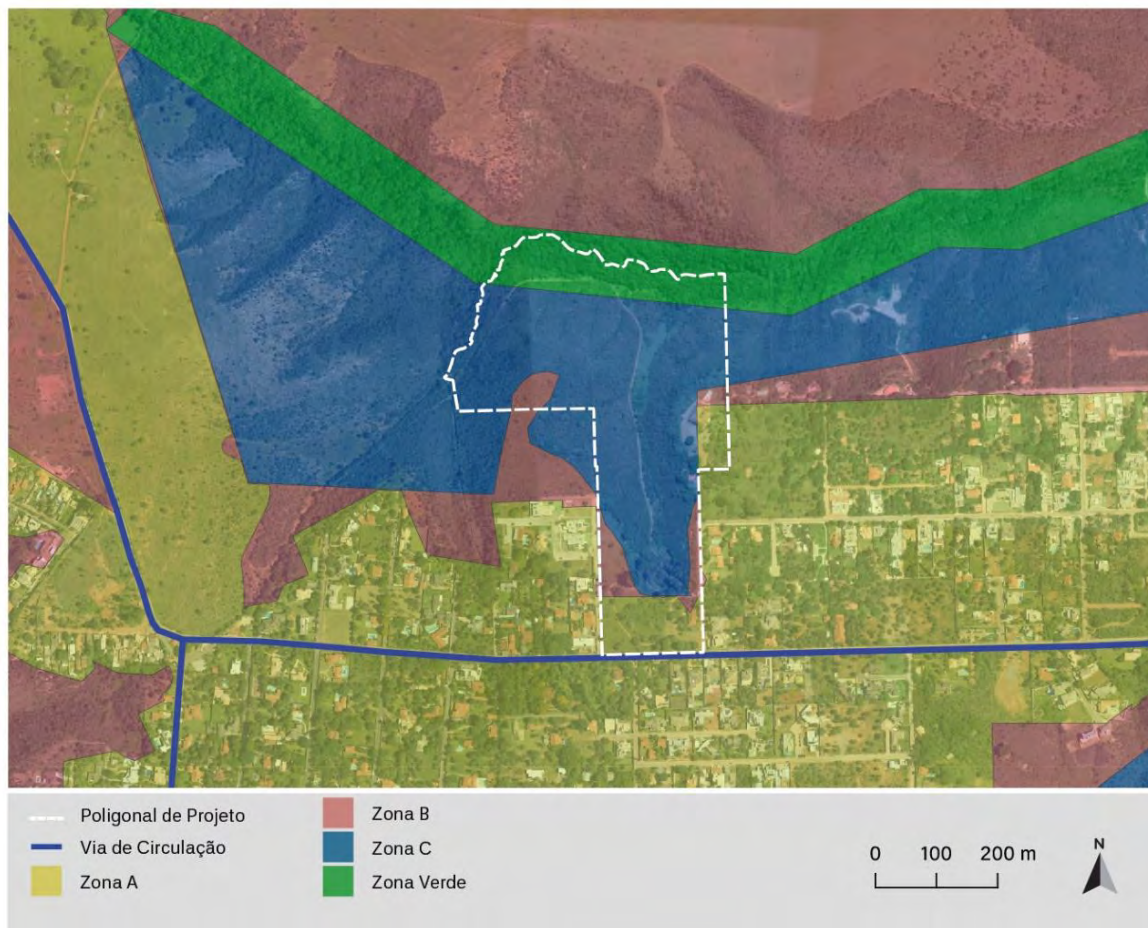 Poligonal de Projeto
Via de Circulação
Zona A
Zona B
Zona C
Zona Verde
0 100 200 m
N